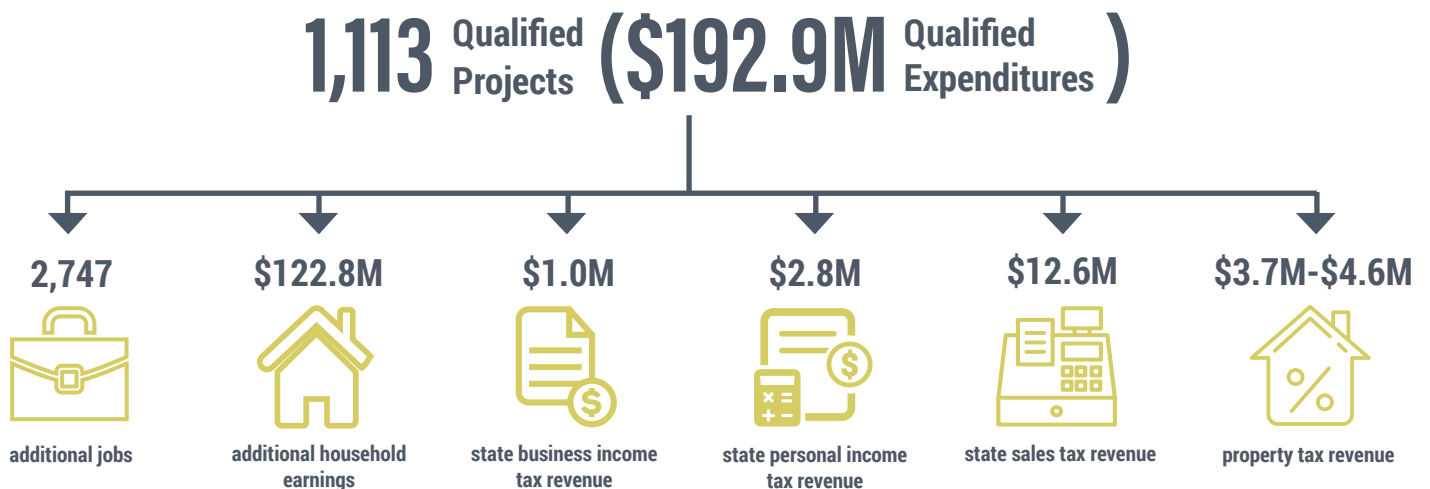 1,113 Qualified Projects ($192.9M Qualified Expenditures)
2,747
$122.8M
$1.0M
$2.8M
$12.6M
$3.7M-$4.6M
additional jobs
additional household
earnings
state business income
tax revenue
state personal income
tax revenue
state sales tax revenue
property tax revenue